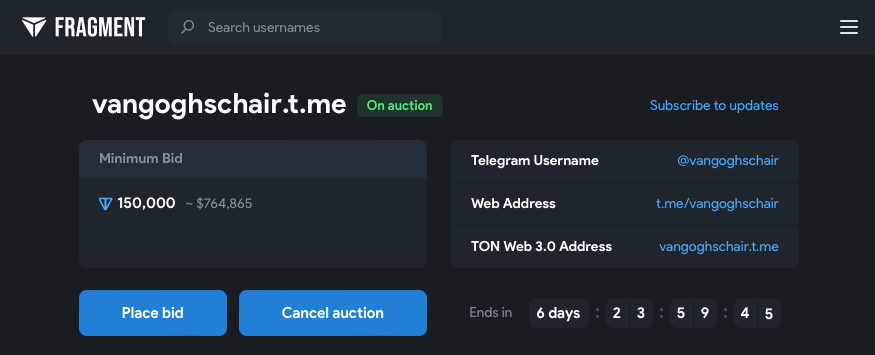 FRAGMENT
Search usernames
vangoghschair.t.me On auction
Subscribe to updates
Minimum Bid
150,000 ~ $764,865
Telegram Username @vangoghschair
Web Address t.me/vangoghschair
TON Web 3.0 Address vangoghschair.t.me
Place bid
Cancel auction
Ends in 6 days : 2 3 : 5 9 : 4 5